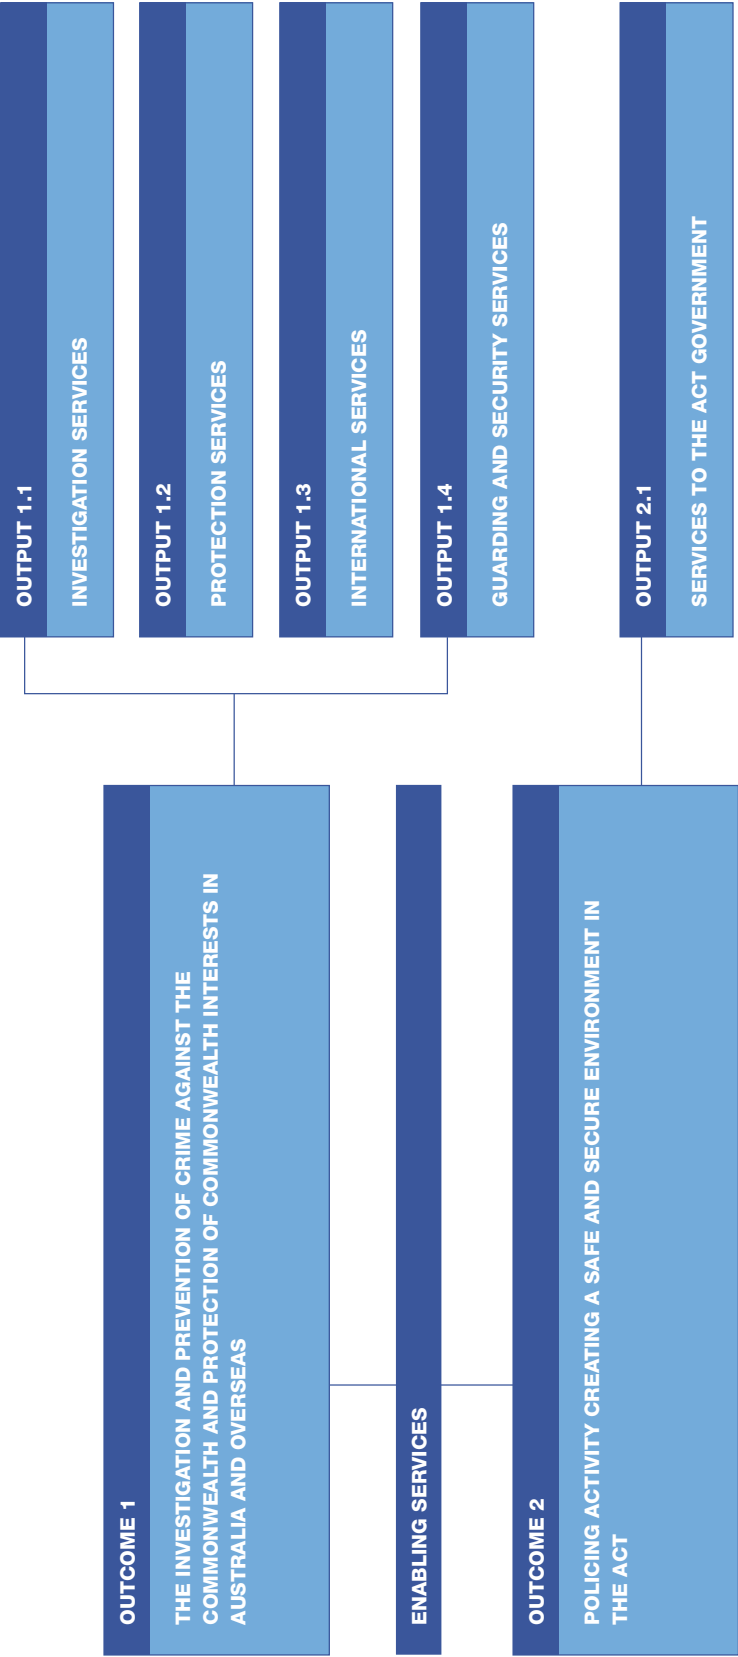 OUTCOME 1
THE INVESTIGATION AND PREVENTION OF CRIME AGAINST THE
COMMONWEALTH AND PROTECTION OF COMMONWEALTH INTERESTS IN
AUSTRALIA AND OVERSEAS
ENABLING SERVICES
OUTCOME 2
POLICING ACTIVITY CREATING A SAFE AND SECURE ENVIRONMENT IN
THE ACT
OUTPUT 1.1
INVESTIGATION SERVICES
OUTPUT 1.2
PROTECTION SERVICES
OUTPUT 1.3
INTERNATIONAL SERVICES
OUTPUT 1.4
GUARDING AND SECURITY SERVICES
OUTPUT 2.1
SERVICES TO THE ACT GOVERNMENT